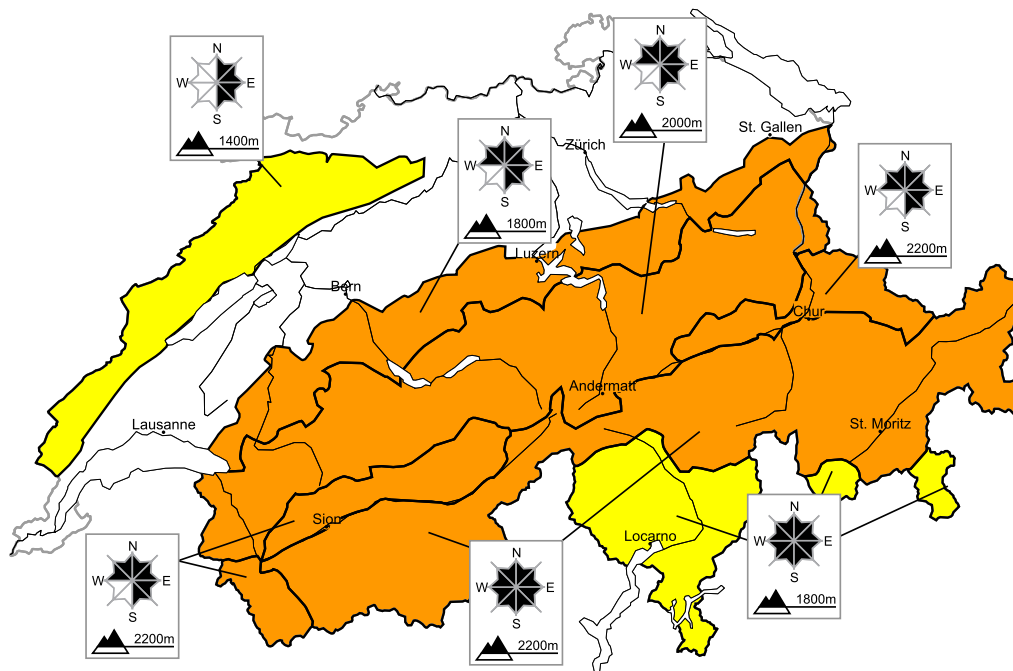 N
W E
S
1400m
N
W E
S
2000m
St. Gallen
Zürich
N
W E
S
1800m
N
W E
S
2200m
Luzern
Bern
Chur
Andermatt
Lausanne
St. Moritz
Sion
Locarno
N
W E
S
2200m
N
W E
S
2200m
N
W E
S
1800m